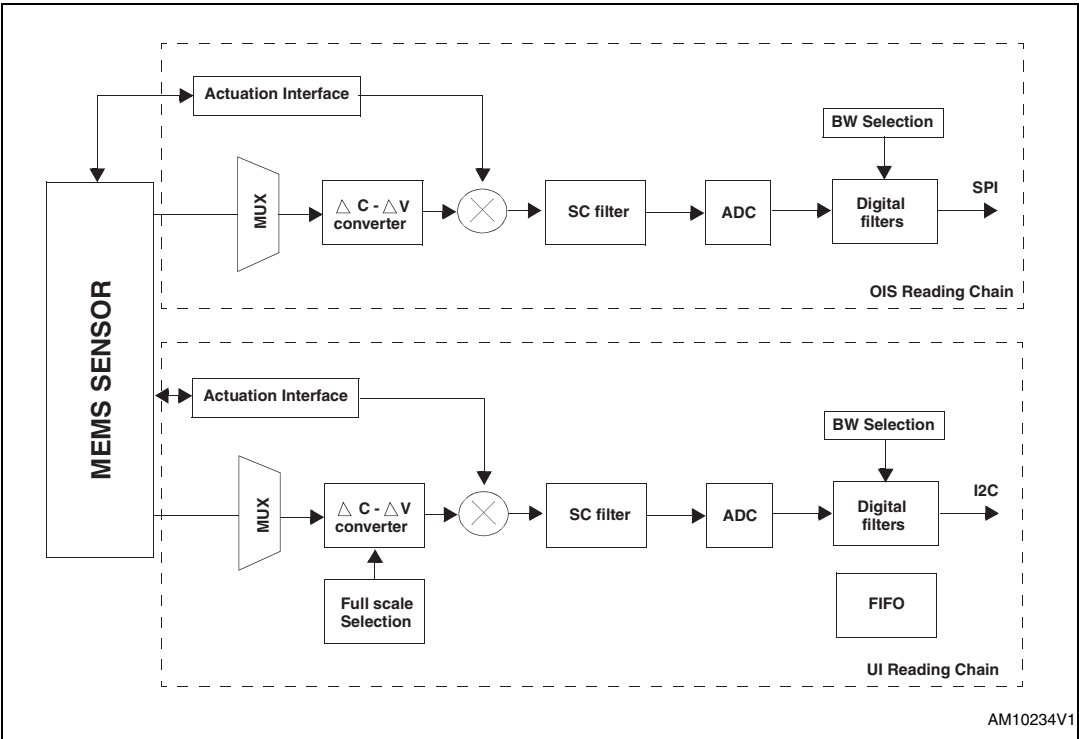 Actuation Interface
BW Selection
MEMS SENSOR
MUX
△ C - △V
converter
SC filter
ADC
Digital
filters
SPI
OIS Reading Chain
Actuation Interface
BW Selection
MUX
△ C - △V
converter
SC filter
ADC
Digital
filters
I2C
Full scale
Selection
FIFO
UI Reading Chain
AM10234V1